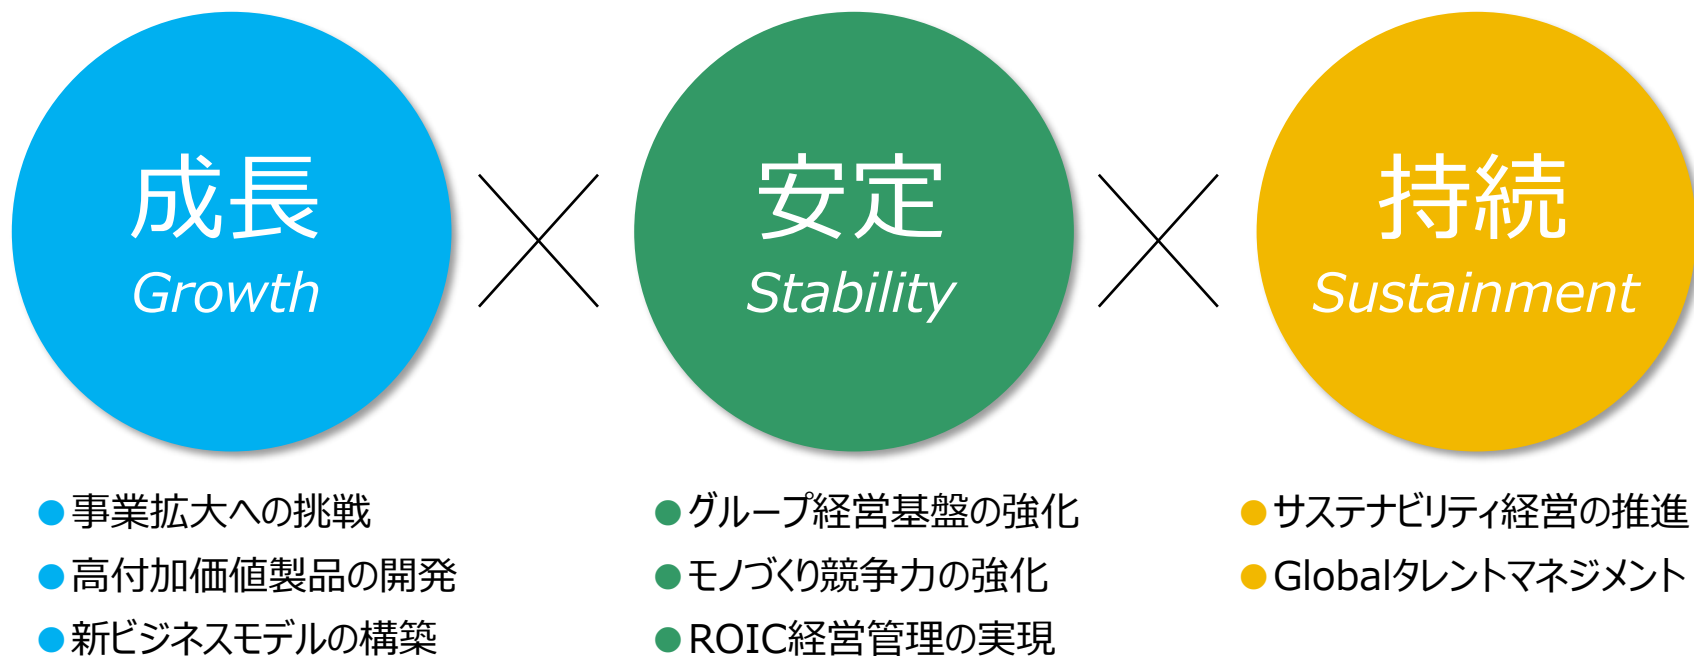 成長
Growth
安定
Stability
持続
Sustainment
●事業拡大への挑戦
●高付加価値製品の開発
●新ビジネスモデルの構築
●グループ経営基盤の強化
●モノづくり競争力の強化
●ROIC経営管理の実現
●サステナビリティ経営の推進
●Globalタレントマネジメント